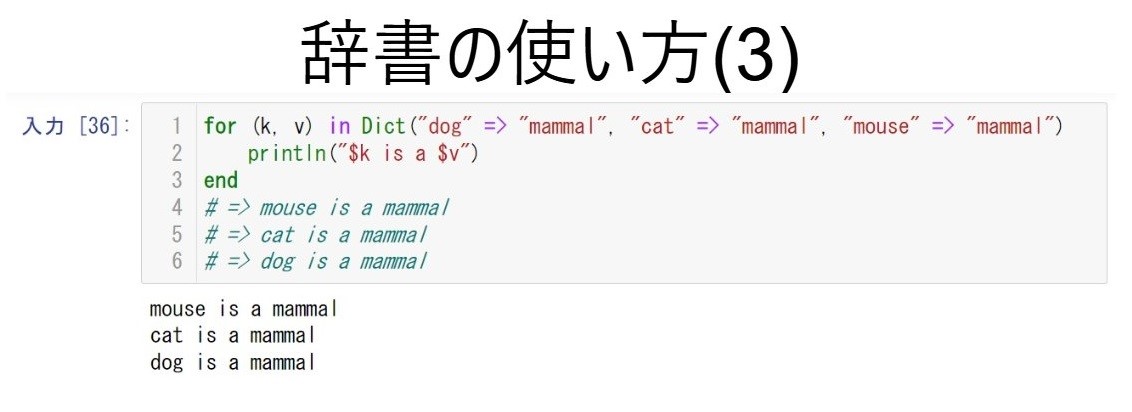 辞書の使い方(3)
入力 [36]:
1 for (k, v) in Dict("dog" => "mammal", "cat" => "mammal", "mouse" => "mammal")
2     println("$k is a $v")
3 end
4 # => mouse is a mammal
5 # => cat is a mammal
6 # => dog is a mammal
mouse is a mammal
cat is a mammal
dog is a mammal